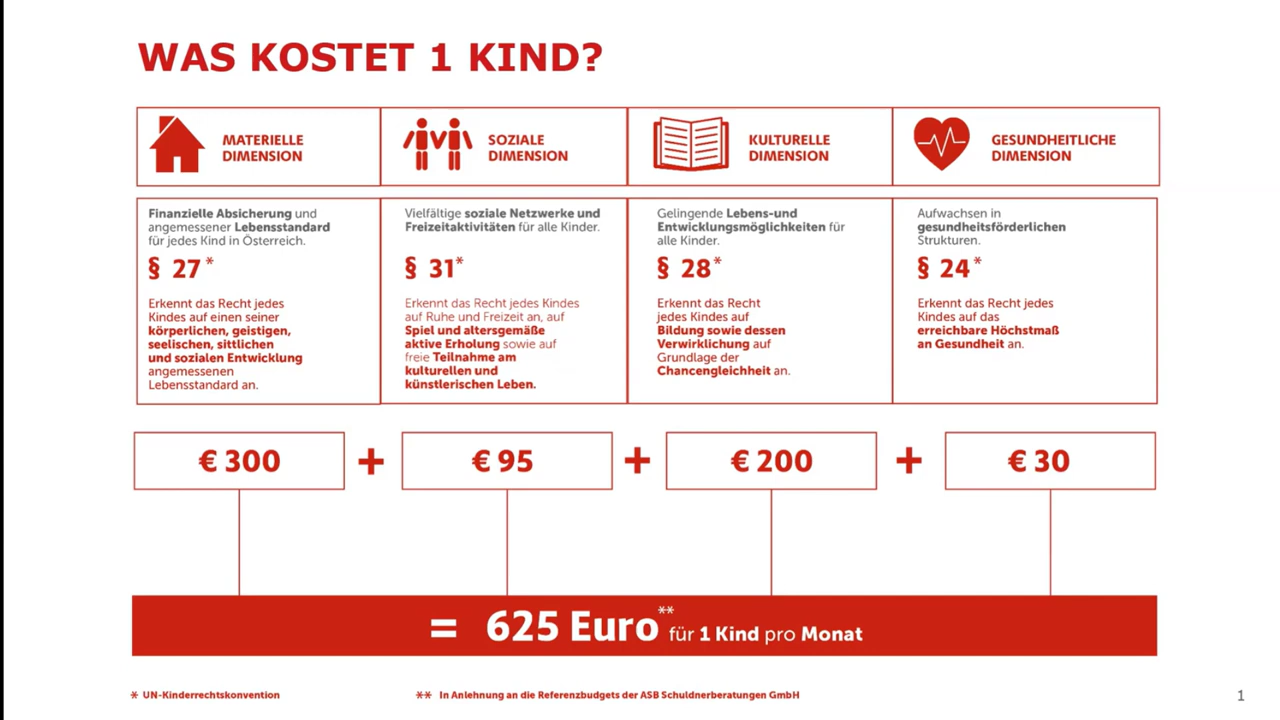 WAS KOSTET 1 KIND?
MATERIELLE
DIMENSION
SOZIALE
DIMENSION
KULTURELLE
DIMENSION
GESUNDHEITLICHE
DIMENSION
Finanzielle Absicherung und
angemessener Lebensstandard
für jedes Kind in Österreich.
§ 27*
Erkennt das Recht jedes
Kindes auf einen seiner
körperlichen, geistigen,
seelischen, sittlichen
und sozialen Entwicklung
angemessenen
Lebensstandard an.
Vielfältige soziale Netzwerke und
Freizeitaktivitäten für alle Kinder.
§ 31*
Erkennt das Recht jedes Kindes
auf Ruhe und Freizeit an, auf
Spiel und altersgemäße
aktive Erholung sowie auf
freie Teilnahme am
kulturellen und
künstlerischen Leben.
Gelingende Lebens-und
Entwicklungsmöglichkeiten für
alle Kinder.
§ 28*
Erkennt das Recht
jedes Kindes auf
Bildung sowie dessen
Verwirklichung auf
Grundlage der
Chancengleichheit an.
Aufwachsen in
gesundheitsförderlichen
Strukturen.
§ 24*
Erkennt das Recht jedes
Kindes auf das
erreichbare Höchstmaß
an Gesundheit an.
€ 300 + € 95 + € 200 + € 30
= 625 Euro** für 1 Kind pro Monat
* UN-Kinderrechtskonvention
** In Anlehnung an die Referenzbudgets der ASB Schuldnerberatungen GmbH
1